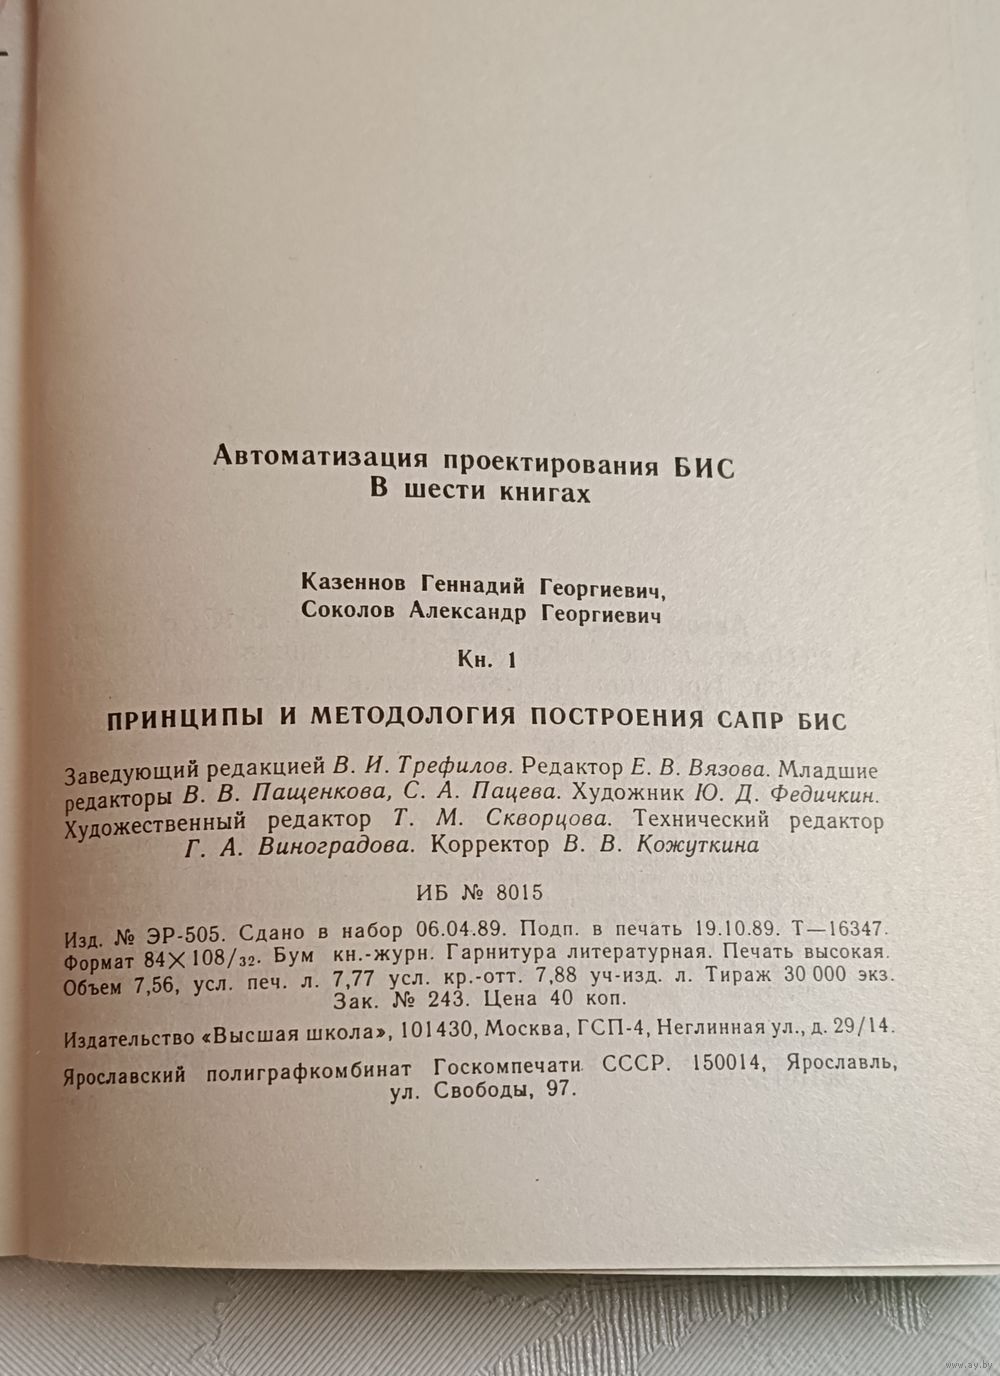 Автоматизация проектирования БИС
В шести книгах
Казеннов Геннадий Георгиевич,
Соколов Александр Георгиевич
Кн. 1
ПРИНЦИПЫ И МЕТОДОЛОГИЯ ПОСТРОЕНИЯ САПР БИС
Заведующий редакцией В. И. Трефилов. Редактор Е. В. Вязова. Младшие
редакторы В. В. Пащенкова, С. А. Пацева. Художник Ю. Д. Федичкин.
Художественный редактор Т. М. Скворцова. Технический редактор
Г. А. Виноградова. Корректор В. В. Кожуткина
ИБ № 8015
Изд. № ЭР-505. Сдано в набор 06.04.89. Подп. в печать 19.10.89. Т—16347.
Формат 84×108/32. Бум кн.-журн. Гарнитура литературная. Печать высокая.
Объем 7,56, усл. печ. л. 7,77 усл. кр.-отт. 7,88 уч-изд. л. Тираж 30 000 экз.
Зак. № 243. Цена 40 коп.
Издательство «Высшая школа», 101430, Москва, ГСП-4, Неглинная ул., д. 29/14.
Ярославский полиграфкомбинат Госкомпечати СССР. 150014, Ярославль,
ул. Свободы, 97.
www.ay.by